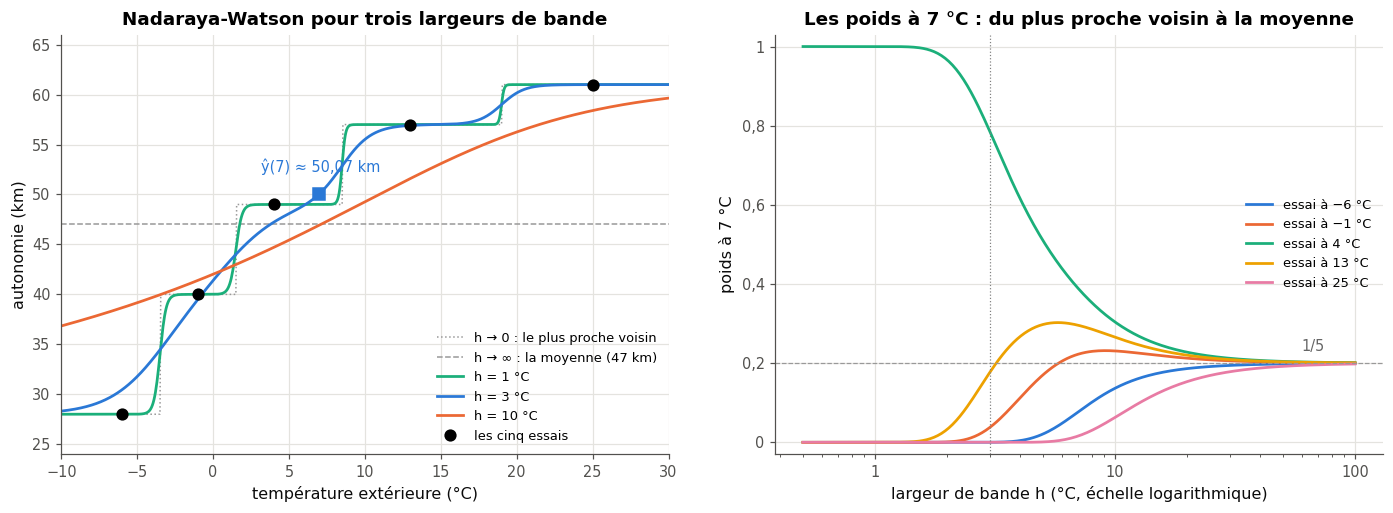 Nadaraya-Watson pour trois largeurs de bande
autonomie (km)
65
60
55
50
45
40
35
30
25
ŷ(7) ≈ 50,07 km
h → 0 : le plus proche voisin
h → ∞ : la moyenne (47 km)
h = 1 °C
h = 3 °C
h = 10 °C
les cinq essais
−10
−5
0
5
10
15
20
25
30
température extérieure (°C)
Les poids à 7 °C : du plus proche voisin à la moyenne
poids à 7 °C
1
0,8
0,6
0,4
0,2
0
essai à −6 °C
essai à −1 °C
essai à 4 °C
essai à 13 °C
essai à 25 °C
1/5
1
10
100
largeur de bande h (°C, échelle logarithmique)